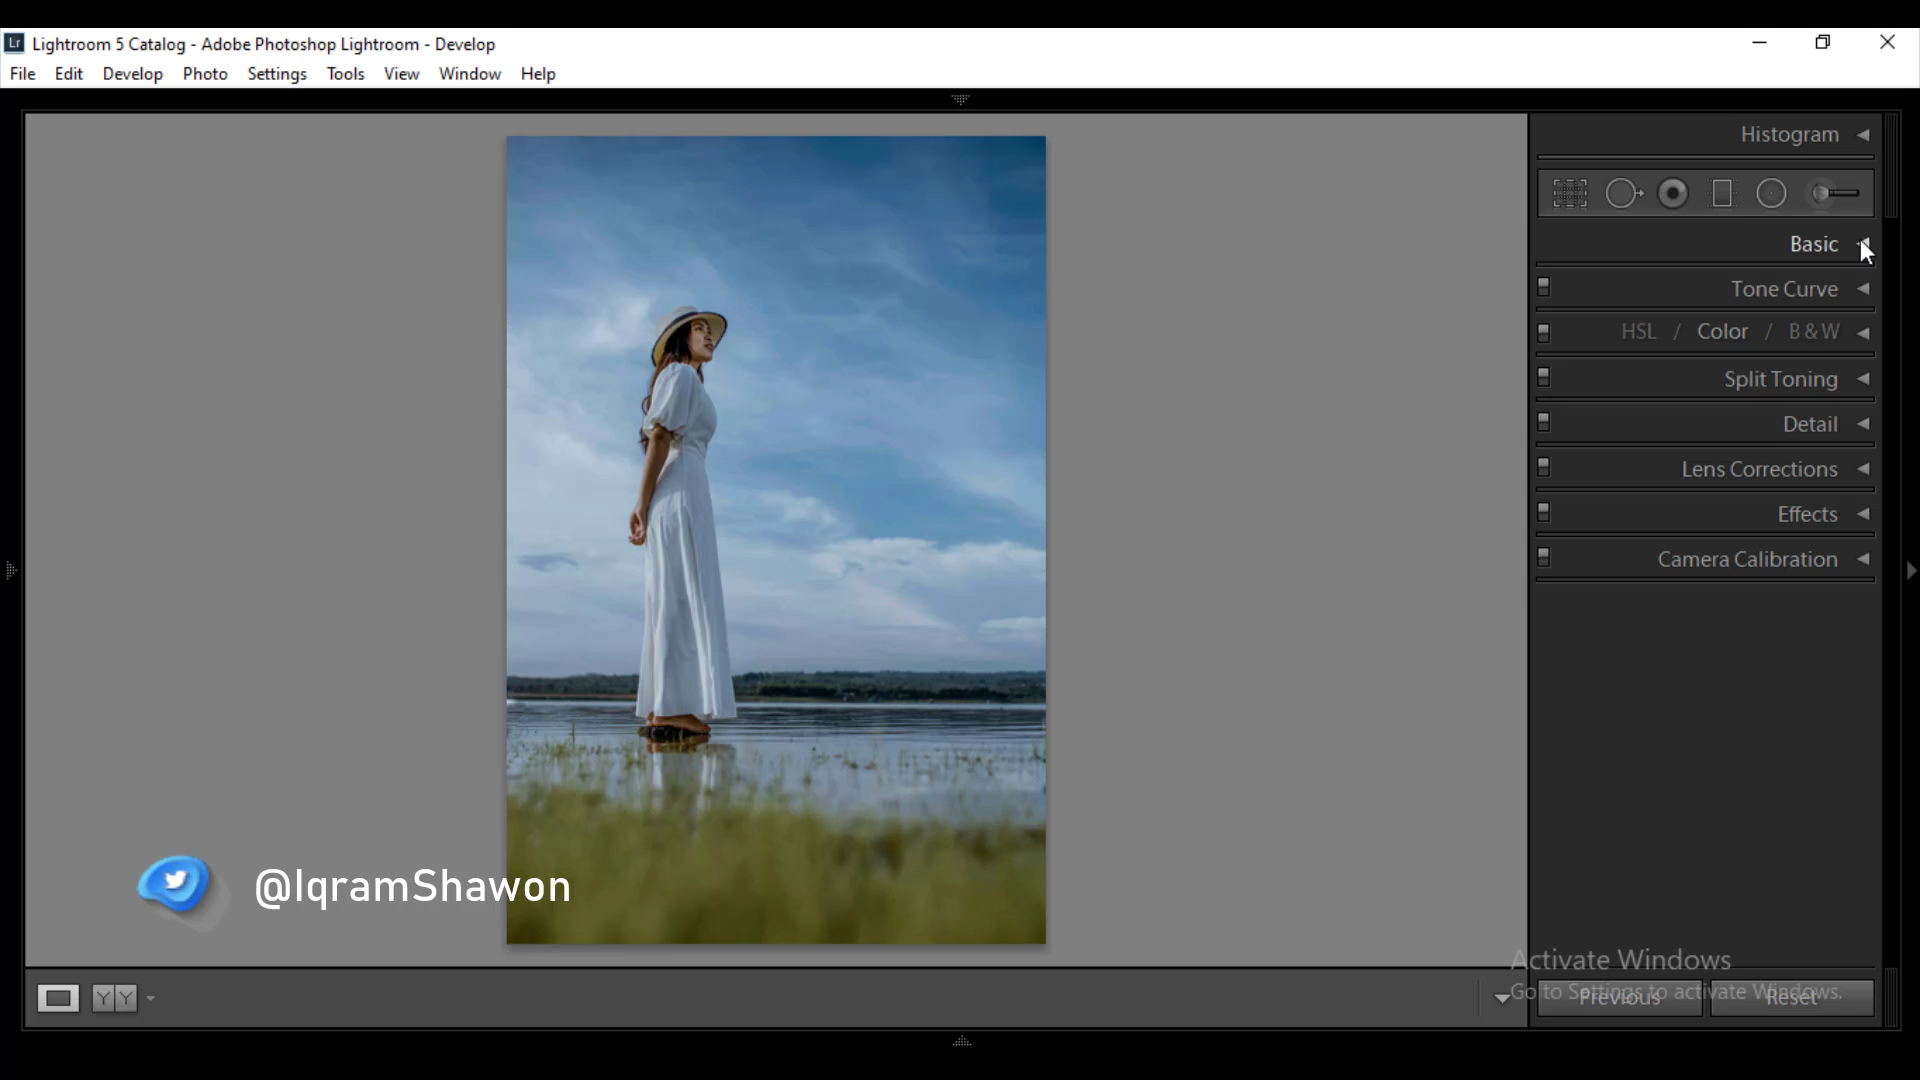 Lr Lightroom 5 Catalog - Adobe Photoshop Lightroom - Develop
File Edit Develop Photo Settings Tools View Window Help
Histogram
Basic
Tone Curve
HSL / Color / B & W
Split Toning
Detail
Lens Corrections
Effects
Camera Calibration
@IqramShawon
Activate Windows
Go to Settings to activate Windows.
Previous Reset
Y Y